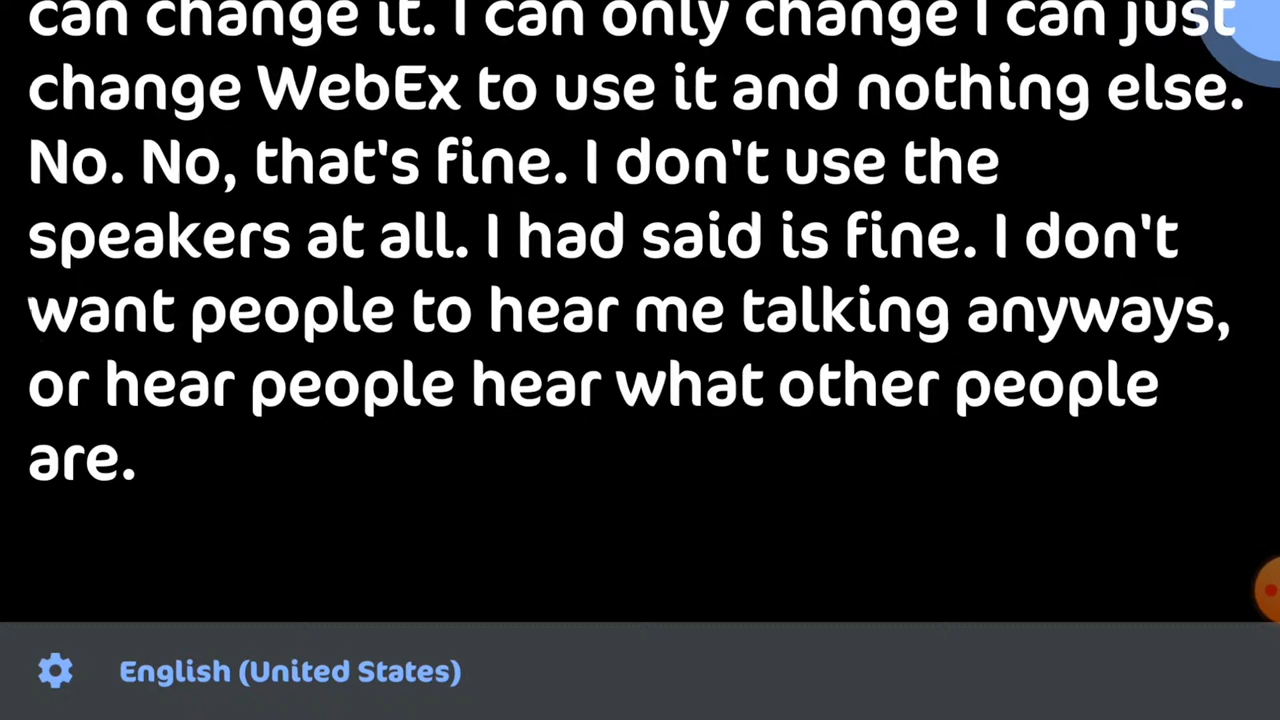 can change it. I can only change I can just
change WebEx to use it and nothing else.
No. No, that's fine. I don't use the
speakers at all. I had said is fine. I don't
want people to hear me talking anyways,
or hear people hear what other people
are.
English (United States)